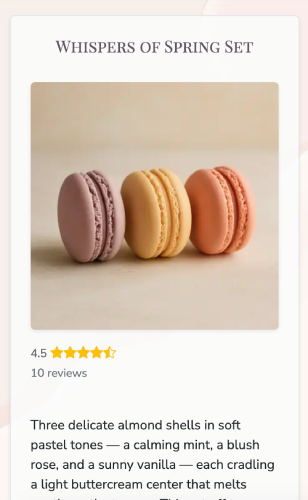 Whispers of Spring Set
4.5
10 reviews
Three delicate almond shells in soft
pastel tones — a calming mint, a blush
rose, and a sunny vanilla — each cradling
a light buttercream center that melts